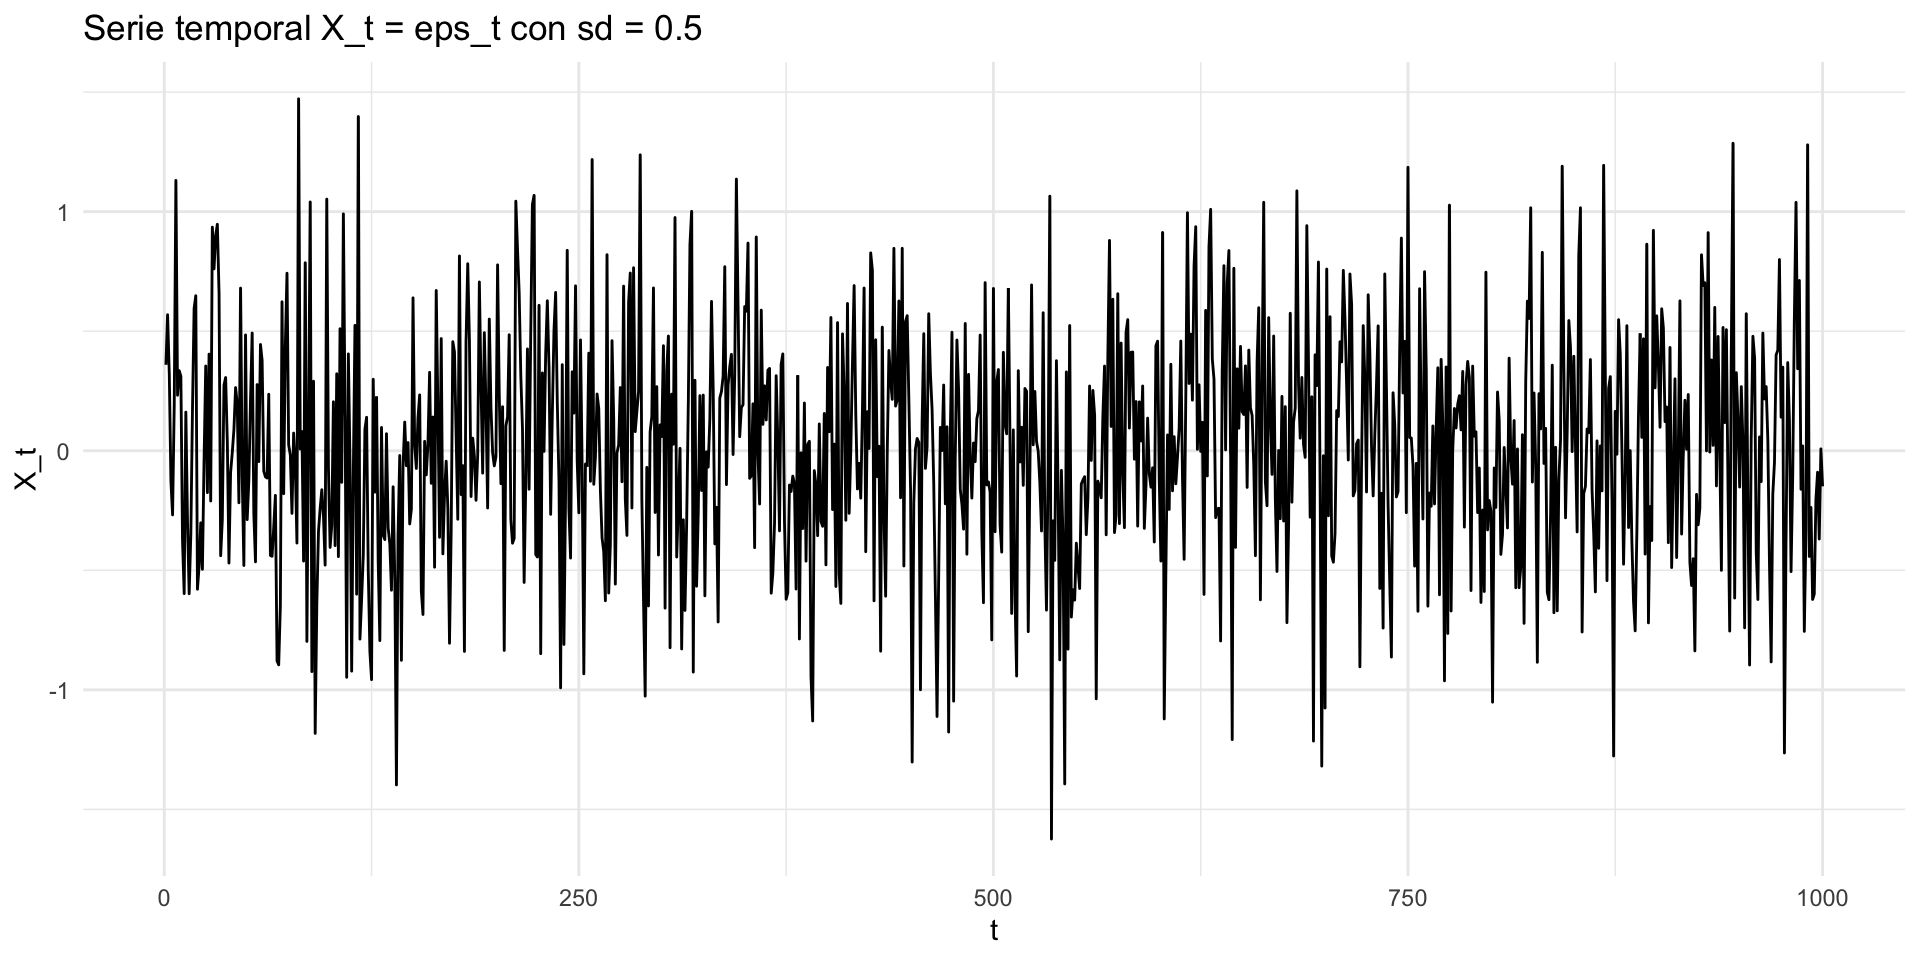 Serie temporal X_t = eps_t con sd = 0.5
X_t
1
0
-1
0 250 500 750 1000
t